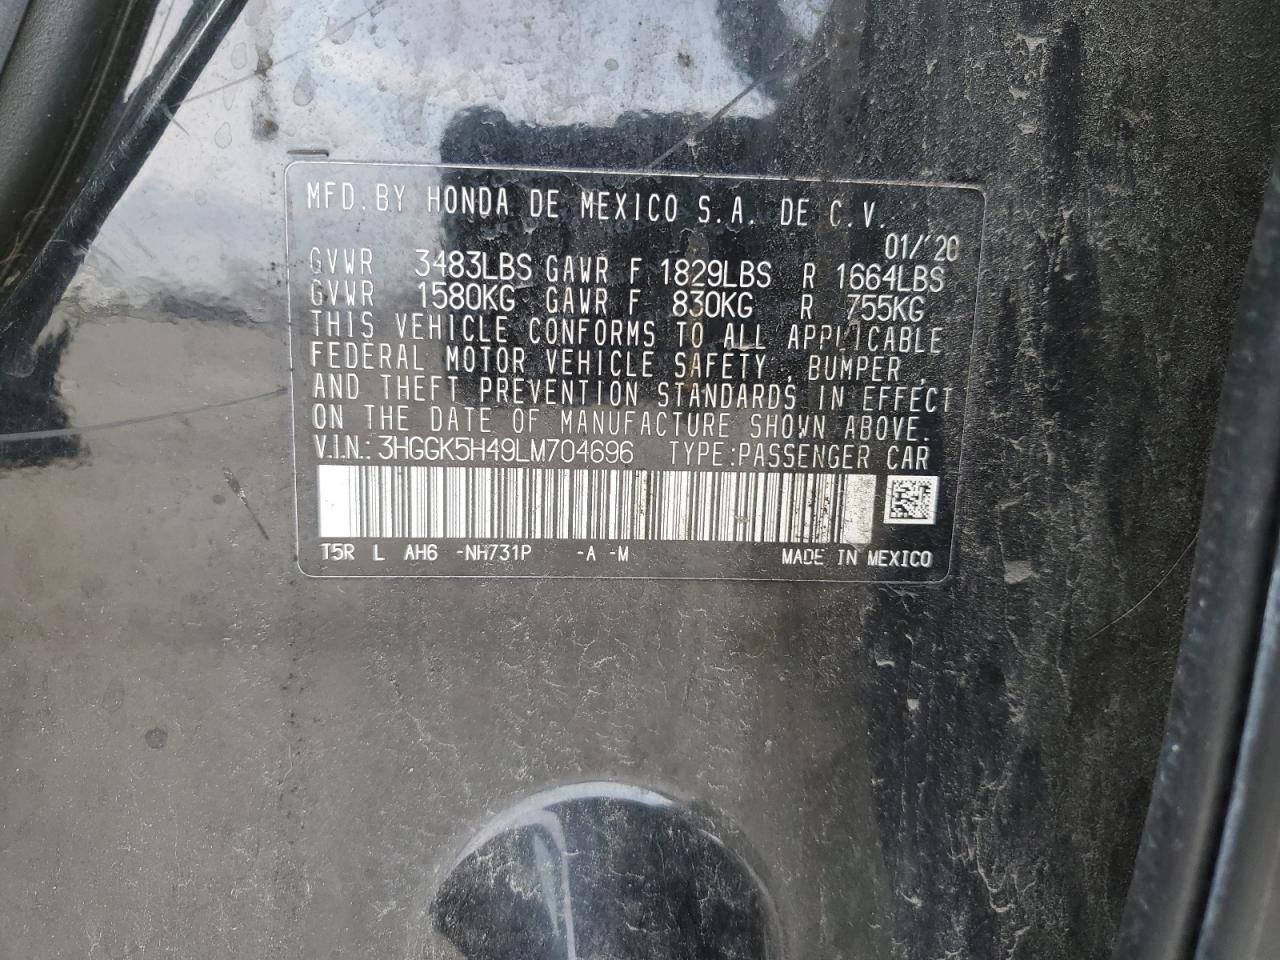 MFD. BY HONDA DE MEXICO S.A. DE C.V.
01/'20
GVWR 3483LBS GAWR F 1829LBS R 1664LBS
GVWR 1580KG GAWR F 830KG R 755KG
THIS VEHICLE CONFORMS TO ALL APPLICABLE
FEDERAL MOTOR VEHICLE SAFETY, BUMPER,
AND THEFT PREVENTION STANDARDS IN EFFECT
ON THE DATE OF MANUFACTURE SHOWN ABOVE.
V.I.N.: 3HGGK5H49LM704696 TYPE:PASSENGER CAR
T5R L AH6 -NH731P -A -M MADE IN MEXICO